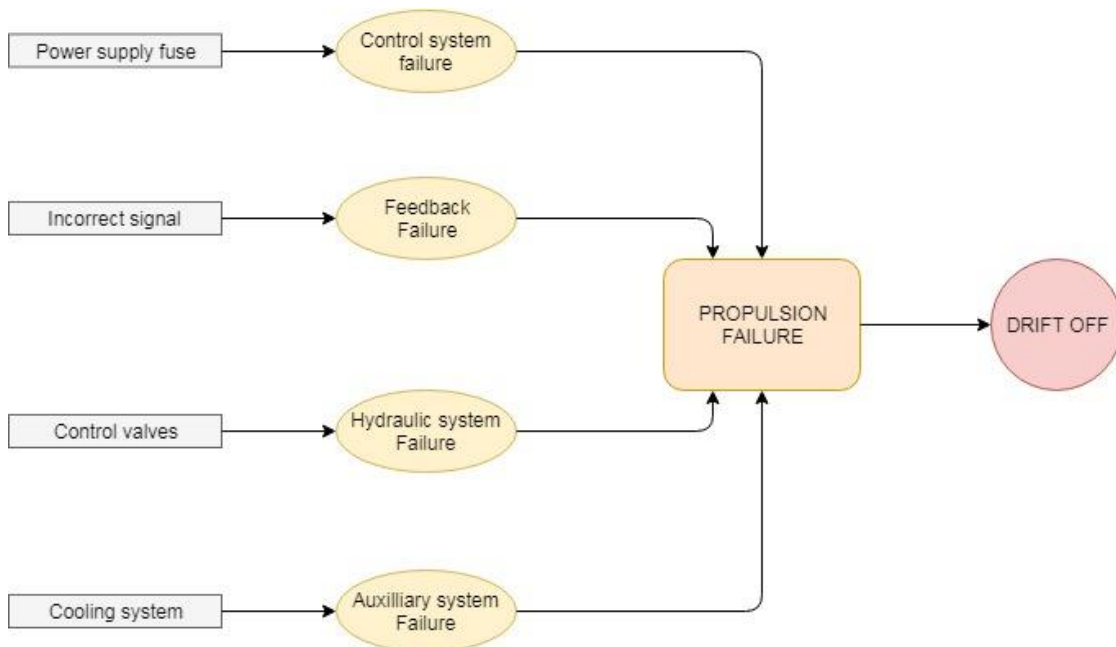 Power supply fuse
Control system
failure
Incorrect signal
Feedback
Failure
PROPULSION
FAILURE
DRIFT OFF
Control valves
Hydraulic system
Failure
Cooling system
Auxilliary system
Failure